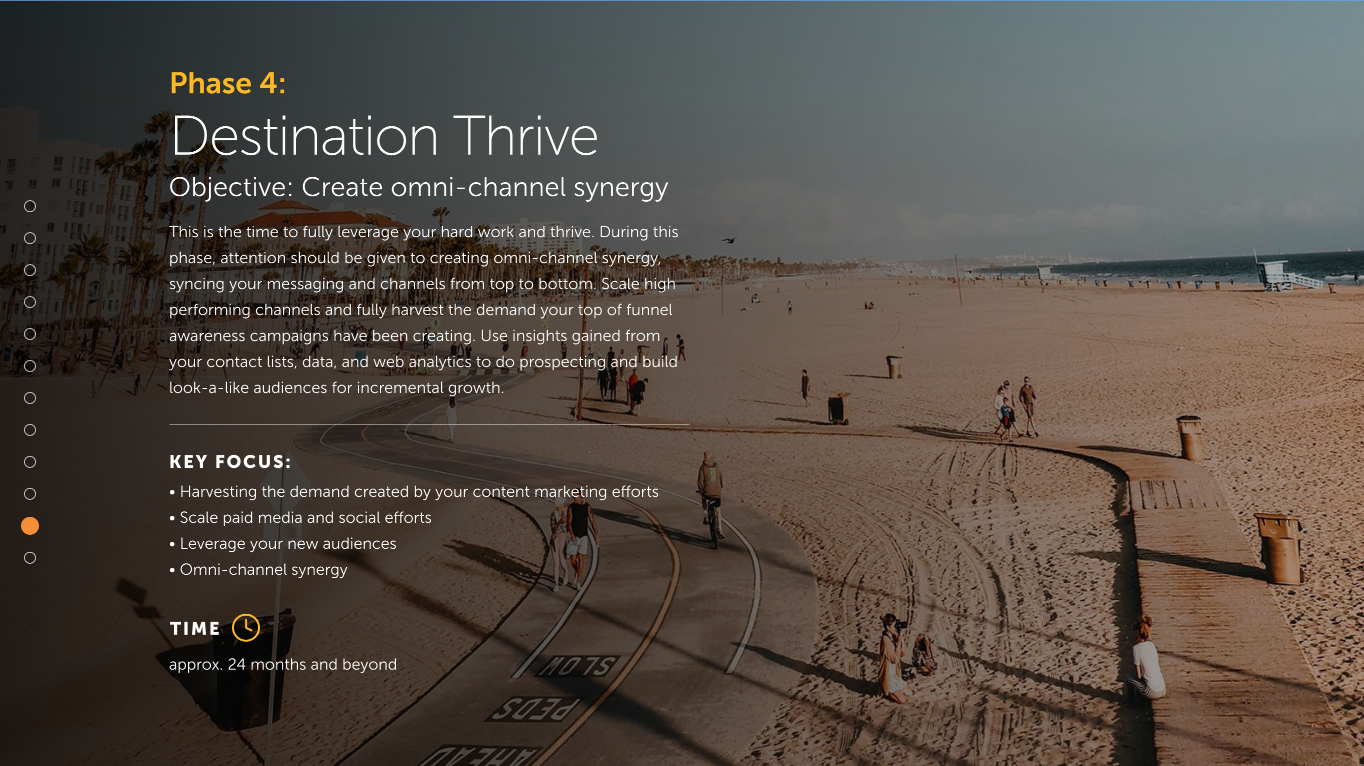 Phase 4:
Destination Thrive
Objective: Create omni-channel synergy
This is the time to fully leverage your hard work and thrive. During this
phase, attention should be given to creating omni-channel synergy,
syncing your messaging and channels from top to bottom. Scale high
performing channels and fully harvest the demand your top of funnel
awareness campaigns have been creating. Use insights gained from
your contact lists, data, and web analytics to do prospecting and build
look-a-like audiences for incremental growth.
KEY FOCUS:
• Harvesting the demand created by your content marketing efforts
• Scale paid media and social efforts
• Leverage your new audiences
• Omni-channel synergy
TIME
approx. 24 months and beyond
SLOW
PEDS
AHEAD